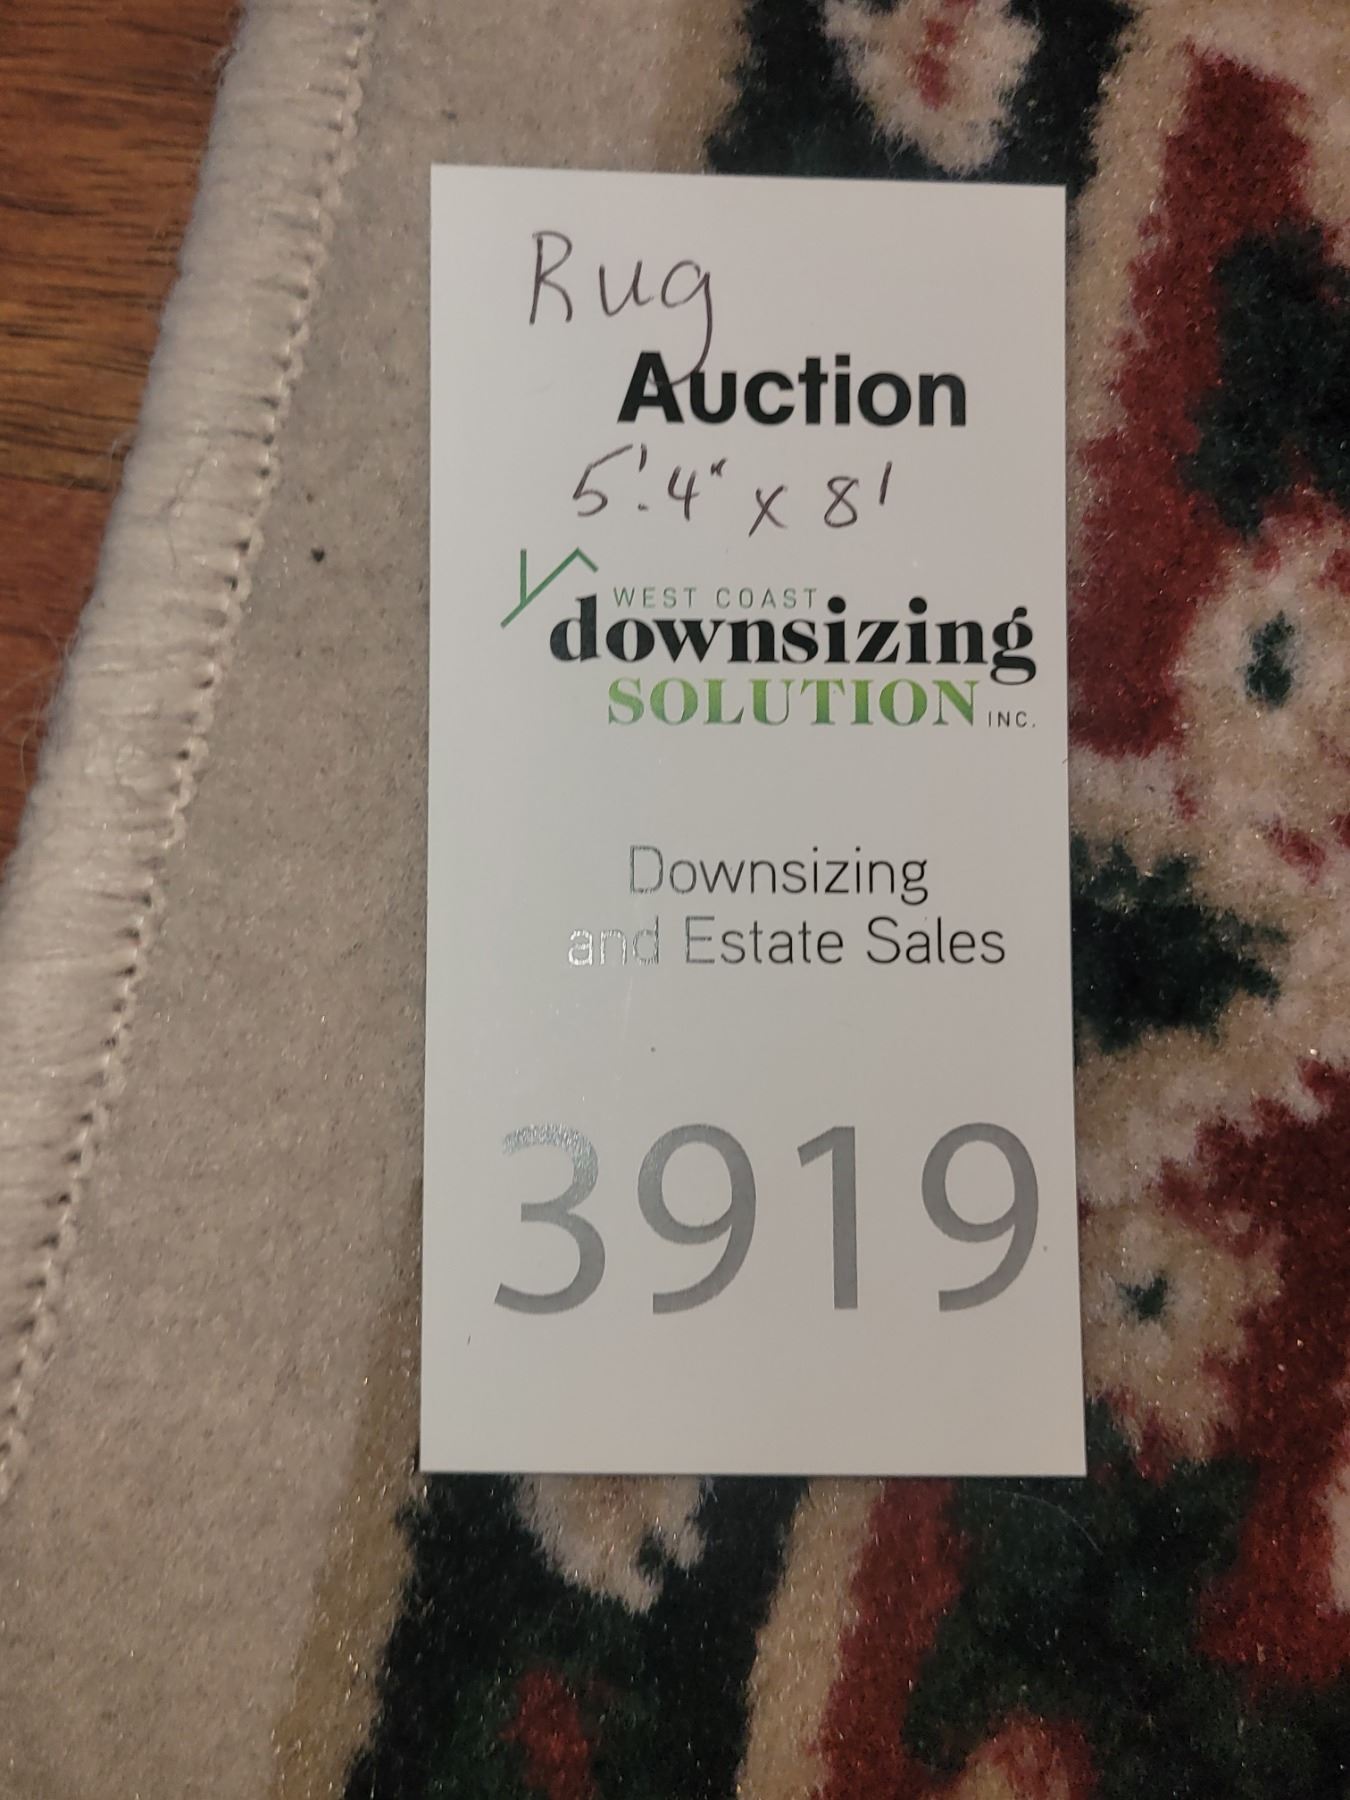 Rug
Auction
5'.4" x 8'
WEST COAST
downsizing
SOLUTION INC.
Downsizing
and Estate Sales
3919